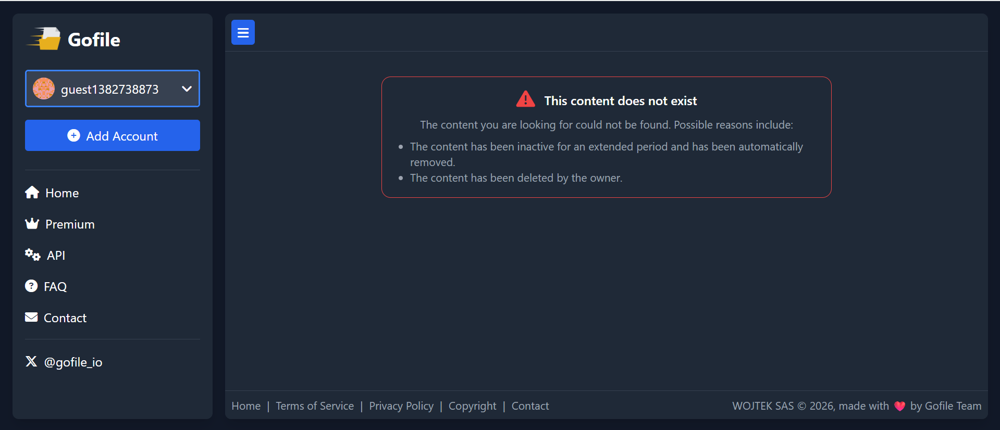 Gofile
guest1382738873
Add Account
Home
Premium
API
FAQ
Contact
@gofile_io
This content does not exist
The content you are looking for could not be found. Possible reasons include:
The content has been inactive for an extended period and has been automatically
removed.
The content has been deleted by the owner.
Home | Terms of Service | Privacy Policy | Copyright | Contact
WOJTEK SAS © 2026, made with ❤️ by Gofile Team